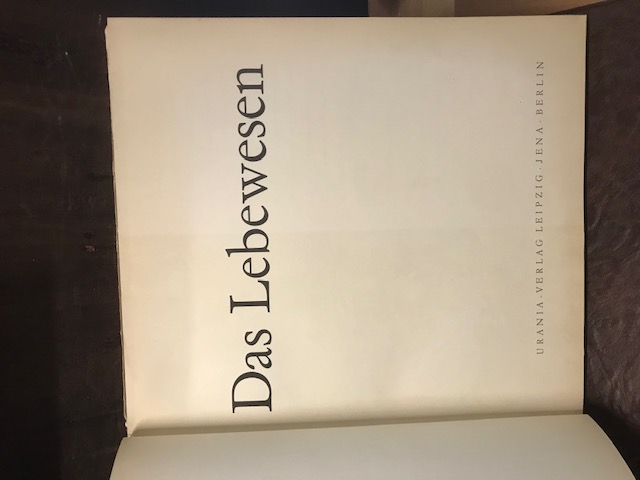 Das Lebewesen
URANIA-VERLAG LEIPZIG · JENA · BERLIN